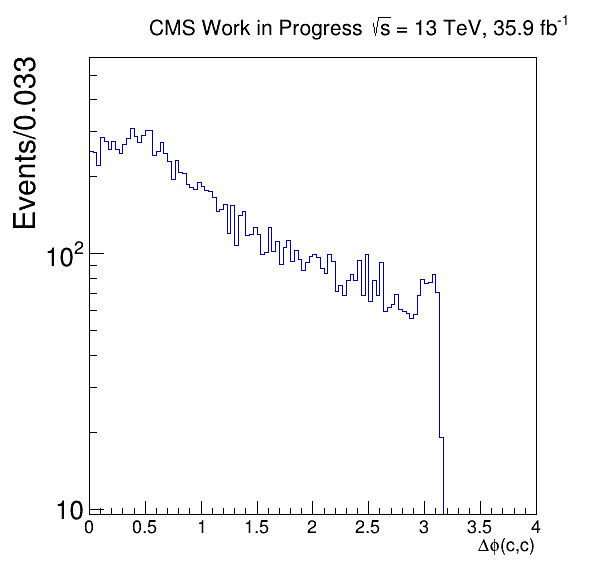 CMS Work in Progress √s = 13 TeV, 35.9 fb⁻¹
Events/0.033
10²
10
0 0.5 1 1.5 2 2.5 3 3.5 4
Δϕ(c,c)